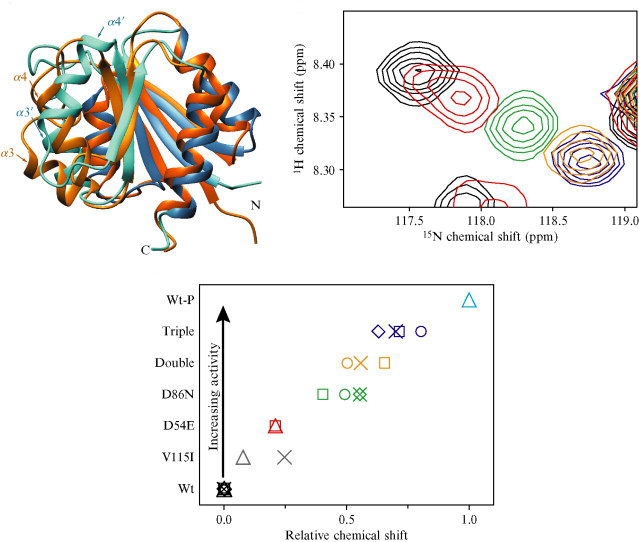 α4′
α4
α3′
α3
N
C
¹H chemical shift (ppm)
8.40
8.35
8.30
117.5 118.0 118.5 119.0
¹⁵N chemical shift (ppm)
Increasing activity
Wt-P
Triple
Double
D86N
D54E
V115I
Wt
0.0 0.5 1.0
Relative chemical shift